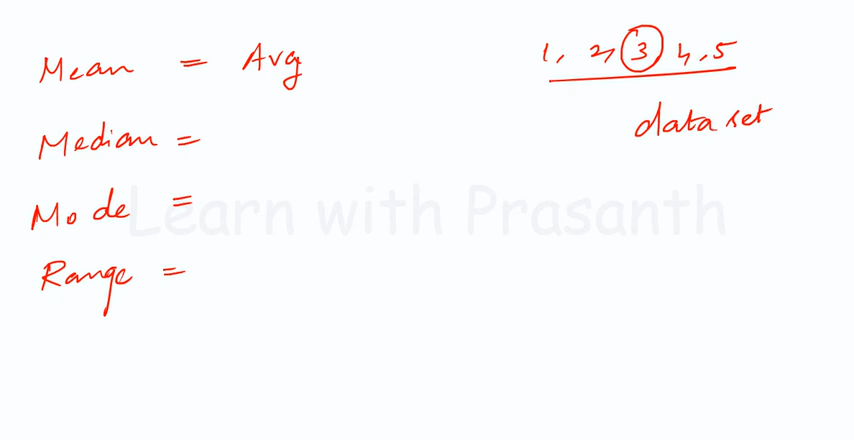 Mean = Avg
1, 2, 3 4, 5
data set
Median =
Mode =
Learn with Prasanth
Range =